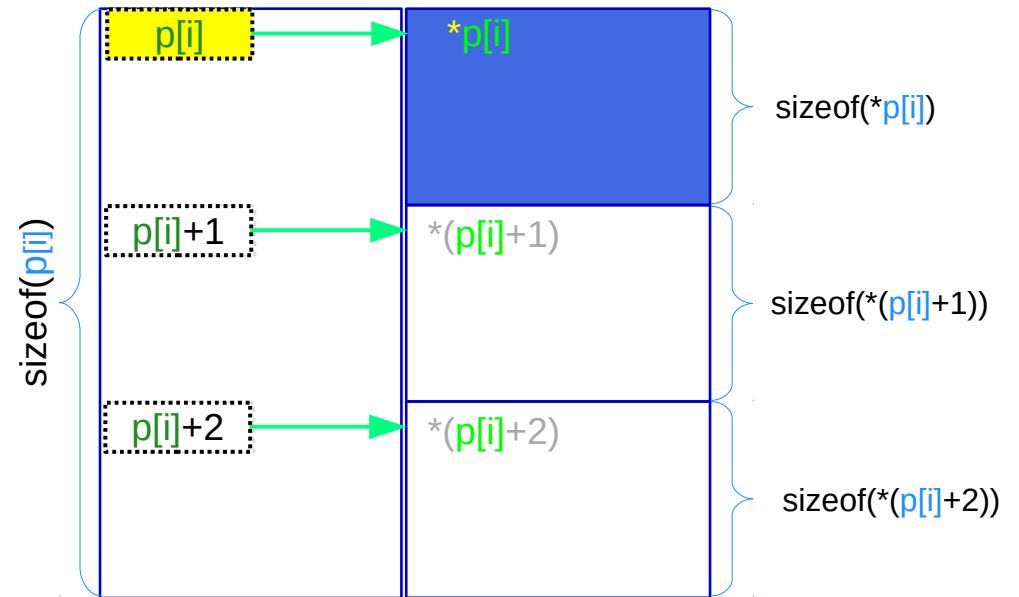 p[i]
*p[i]
sizeof(*p[i])
sizeof(p[i])
p[i]+1
*(p[i]+1)
sizeof(*(p[i]+1))
p[i]+2
*(p[i]+2)
sizeof(*(p[i]+2))